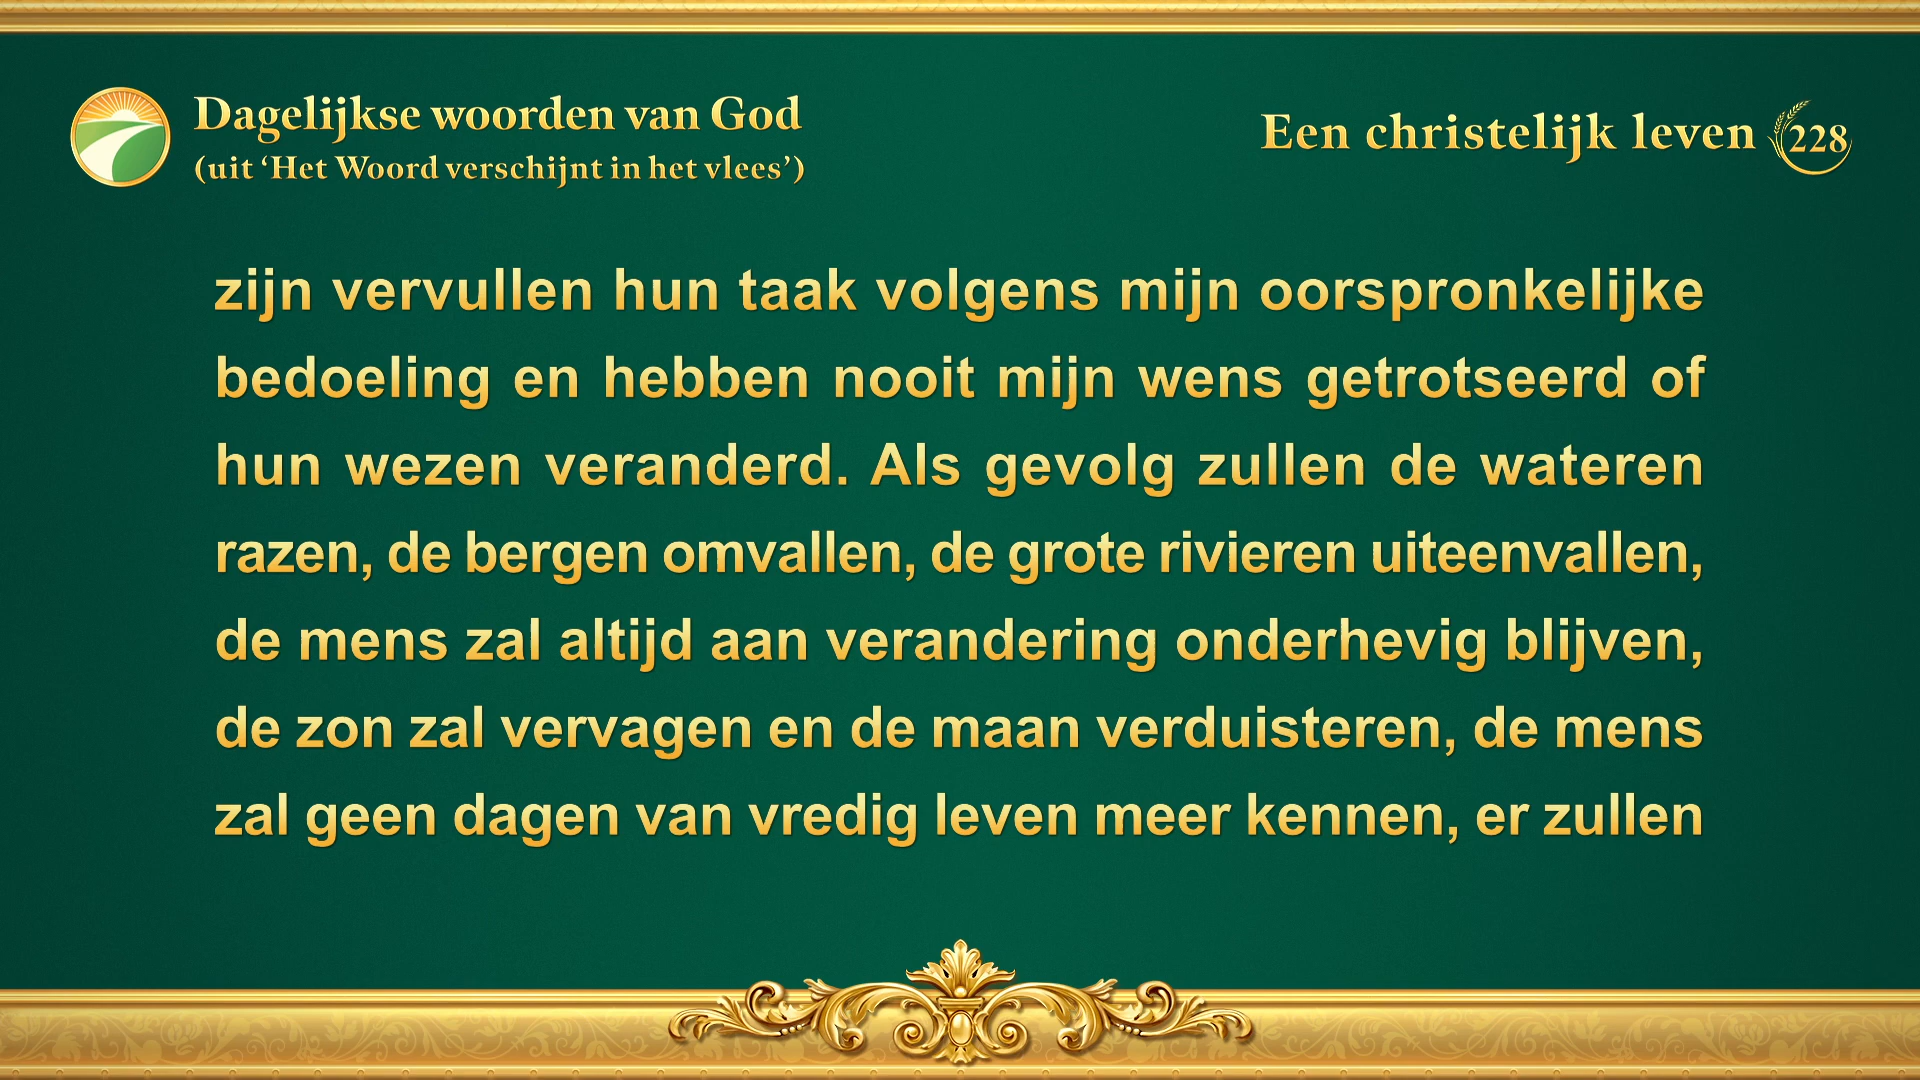 Dagelijkse woorden van God
(uit ‘Het Woord verschijnt in het vlees’)
Een christelijk leven 228
zijn vervullen hun taak volgens mijn oorspronkelijke
bedoeling en hebben nooit mijn wens getrotseerd of
hun wezen veranderd. Als gevolg zullen de wateren
razen, de bergen omvallen, de grote rivieren uiteenvallen,
de mens zal altijd aan verandering onderhevig blijven,
de zon zal vervagen en de maan verduisteren, de mens
zal geen dagen van vredig leven meer kennen, er zullen